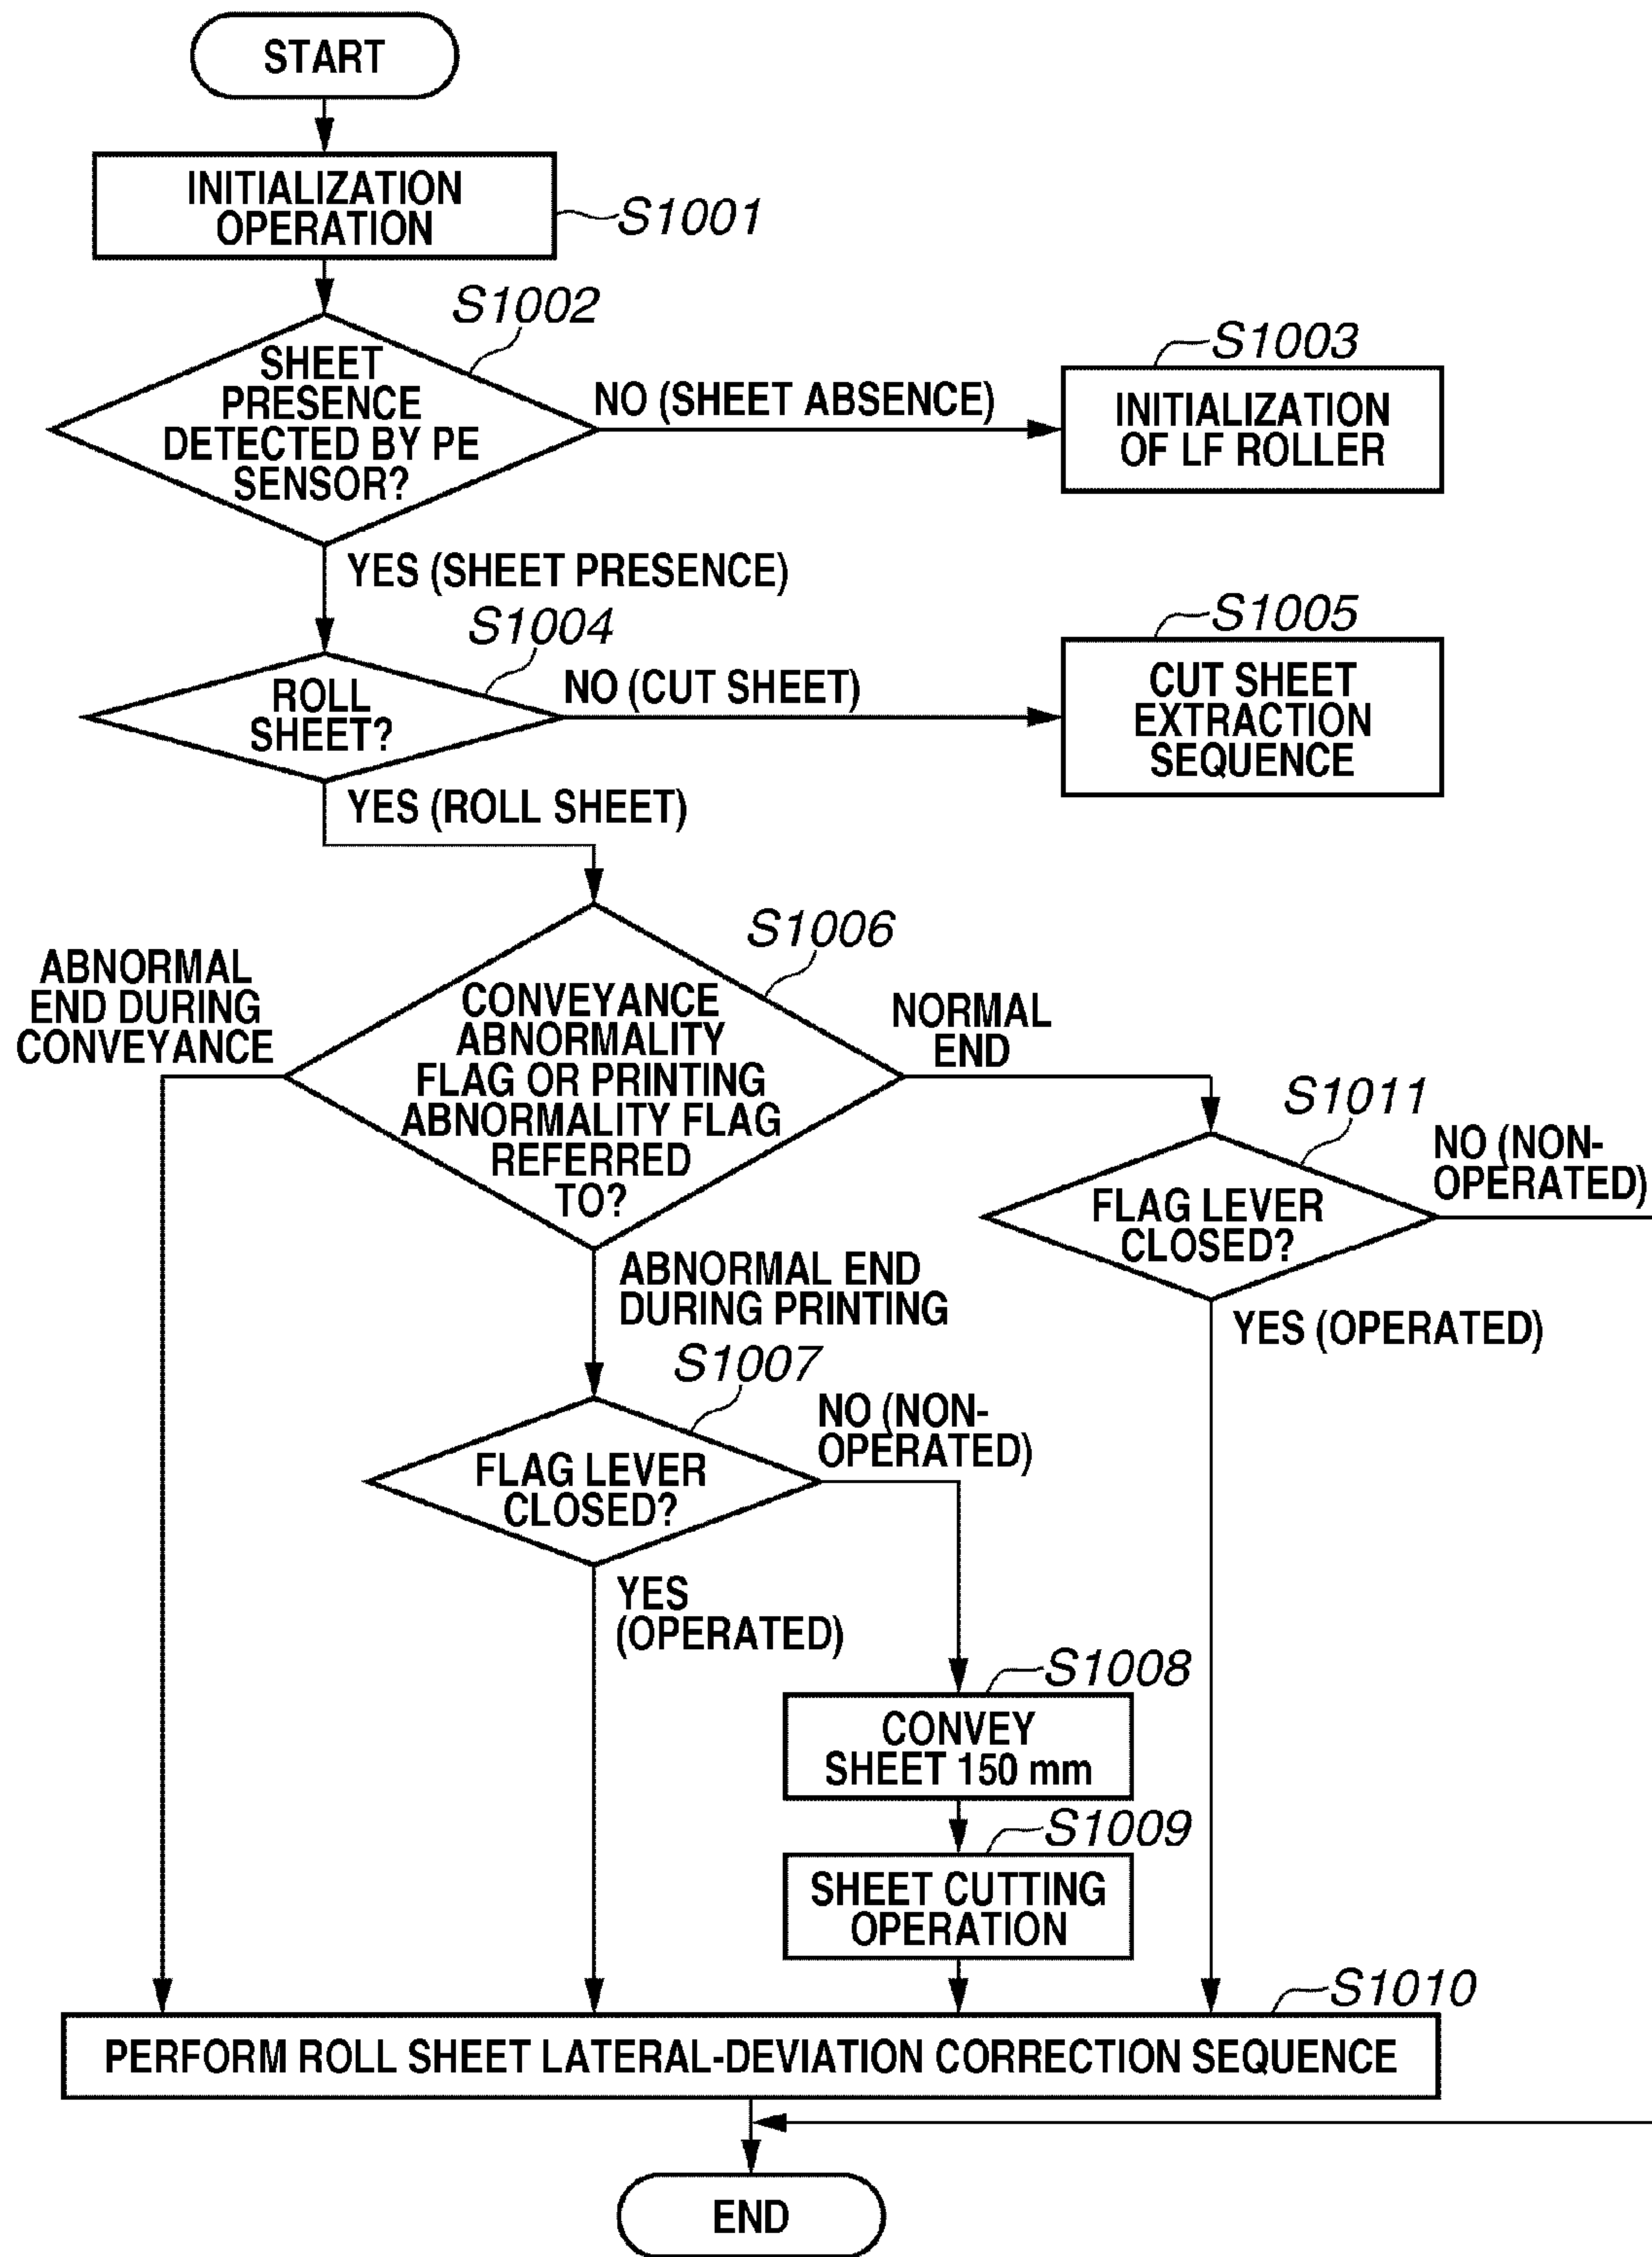 START
INITIALIZATION
OPERATION
S1001
S1002
SHEET
PRESENCE
DETECTED BY PE
SENSOR?
NO (SHEET ABSENCE)
S1003
INITIALIZATION
OF LF ROLLER
YES (SHEET PRESENCE)
S1004
ROLL
SHEET?
NO (CUT SHEET)
S1005
CUT SHEET
EXTRACTION
SEQUENCE
YES (ROLL SHEET)
S1006
ABNORMAL
END DURING
CONVEYANCE
CONVEYANCE
ABNORMALITY
FLAG OR PRINTING
ABNORMALITY FLAG
REFERRED
TO?
NORMAL
END
S1011
FLAG LEVER
CLOSED?
NO (NON-
OPERATED)
YES (OPERATED)
ABNORMAL END
DURING PRINTING
S1007
FLAG LEVER
CLOSED?
NO (NON-
OPERATED)
YES
(OPERATED)
S1008
CONVEY
SHEET 150 mm
S1009
SHEET CUTTING
OPERATION
S1010
PERFORM ROLL SHEET LATERAL-DEVIATION CORRECTION SEQUENCE
END